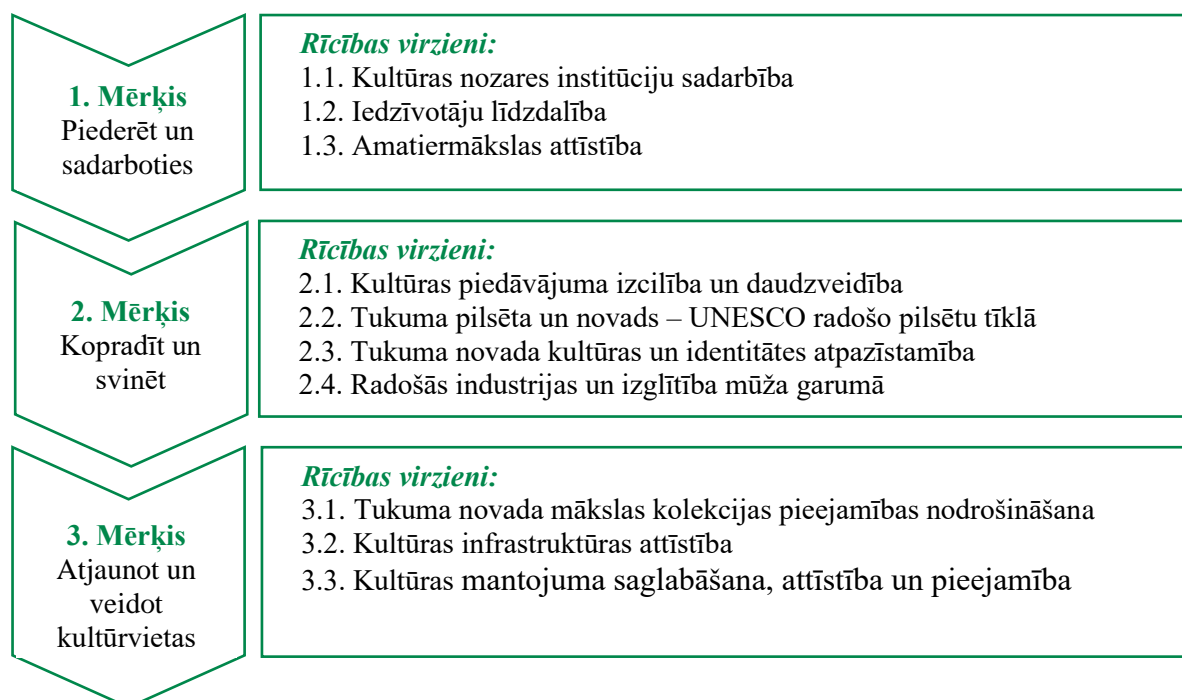 1. Mērķis
Piederēt un
sadarboties
Rīcības virzieni:
1.1. Kultūras nozares institūciju sadarbība
1.2. Iedzīvotāju līdzdalība
1.3. Amatiermākslas attīstība
2. Mērķis
Kopradīt un
svinēt
Rīcības virzieni:
2.1. Kultūras piedāvājuma izcilība un daudzveidība
2.2. Tukuma pilsēta un novads – UNESCO radošo pilsētu tīklā
2.3. Tukuma novada kultūras un identitātes atpazīstamība
2.4. Radošās industrijas un izglītība mūža garumā
3. Mērķis
Atjaunot un
veidot
kultūrvietas
Rīcības virzieni:
3.1. Tukuma novada mākslas kolekcijas pieejamības nodrošināšana
3.2. Kultūras infrastruktūras attīstība
3.3. Kultūras mantojuma saglabāšana, attīstība un pieejamība